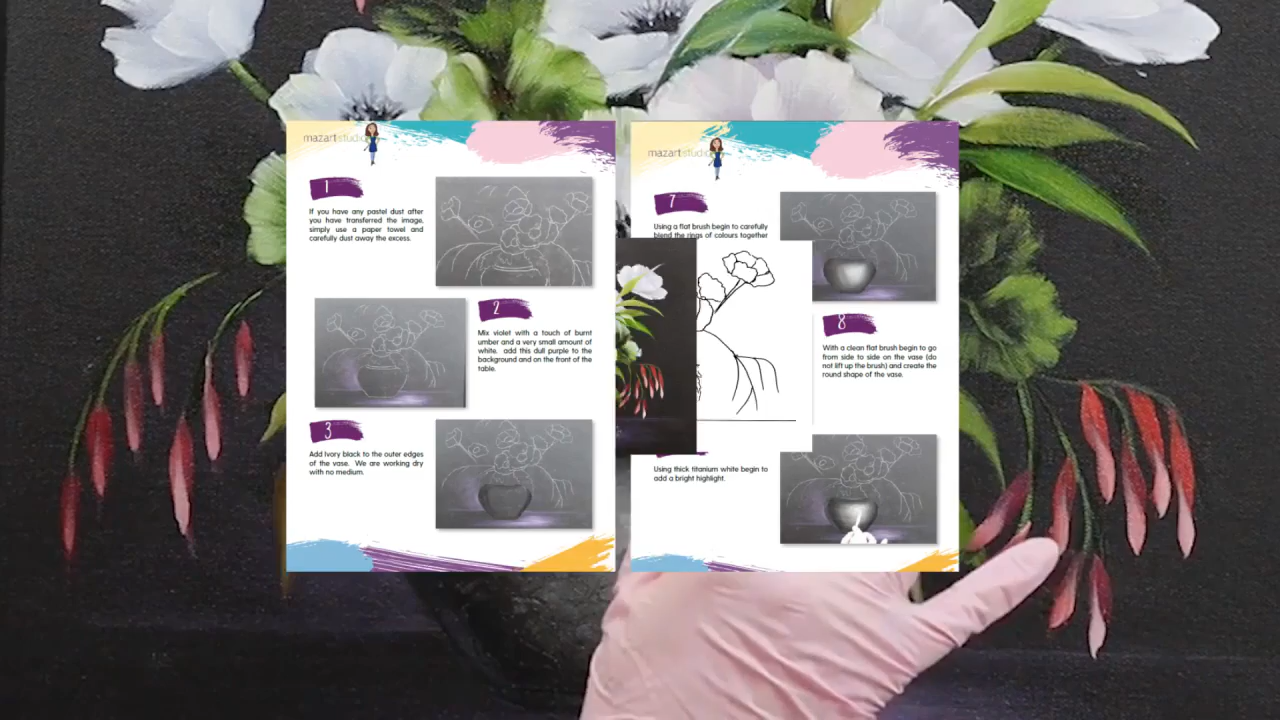 mazartstudio
1
If you have any pastel dust after
you have transferred the image,
simply use a paper towel and
carefully dust away the excess.
2
Mix violet with a touch of burnt
umber and a very small amount of
white. add this dull purple to the
background and on the front of the
table.
3
Add Ivory black to the outer edges
of the vase. We are working dry
with no medium.
mazartstudio
7
Using a flat brush begin to carefully
blend the rings of colours together
8
With a clean flat brush begin to go
from side to side on the vase (do
not lift up the brush) and create the
round shape of the vase.
Using thick titanium white begin to
add a bright highlight.